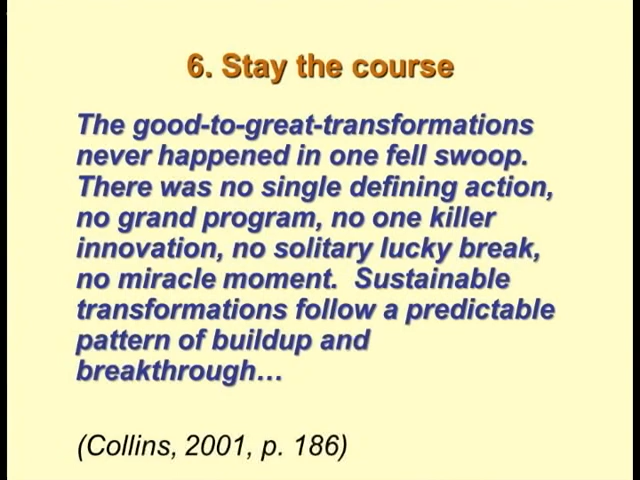 6. Stay the course
The good-to-great-transformations
never happened in one fell swoop.
There was no single defining action,
no grand program, no one killer
innovation, no solitary lucky break,
no miracle moment.  Sustainable
transformations follow a predictable
pattern of buildup and
breakthrough…
(Collins, 2001, p. 186)